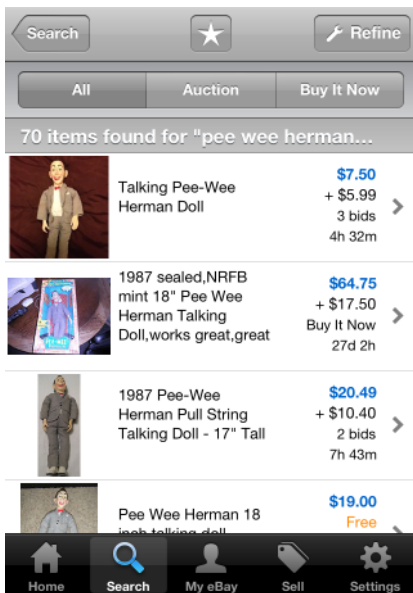 Search
Refine
All
Auction
Buy It Now
70 items found for "pee wee herman...
Talking Pee-Wee
Herman Doll
$7.50
+ $5.99
3 bids
4h 32m
1987 sealed,NRFB
mint 18" Pee Wee
Herman Talking
Doll,works great,great
$64.75
+ $17.50
Buy It Now
27d 2h
1987 Pee-Wee
Herman Pull String
Talking Doll - 17" Tall
$20.49
+ $10.40
2 bids
7h 43m
Pee Wee Herman 18
inch talking doll
$19.00
Free
Home
Search
My eBay
Sell
Settings